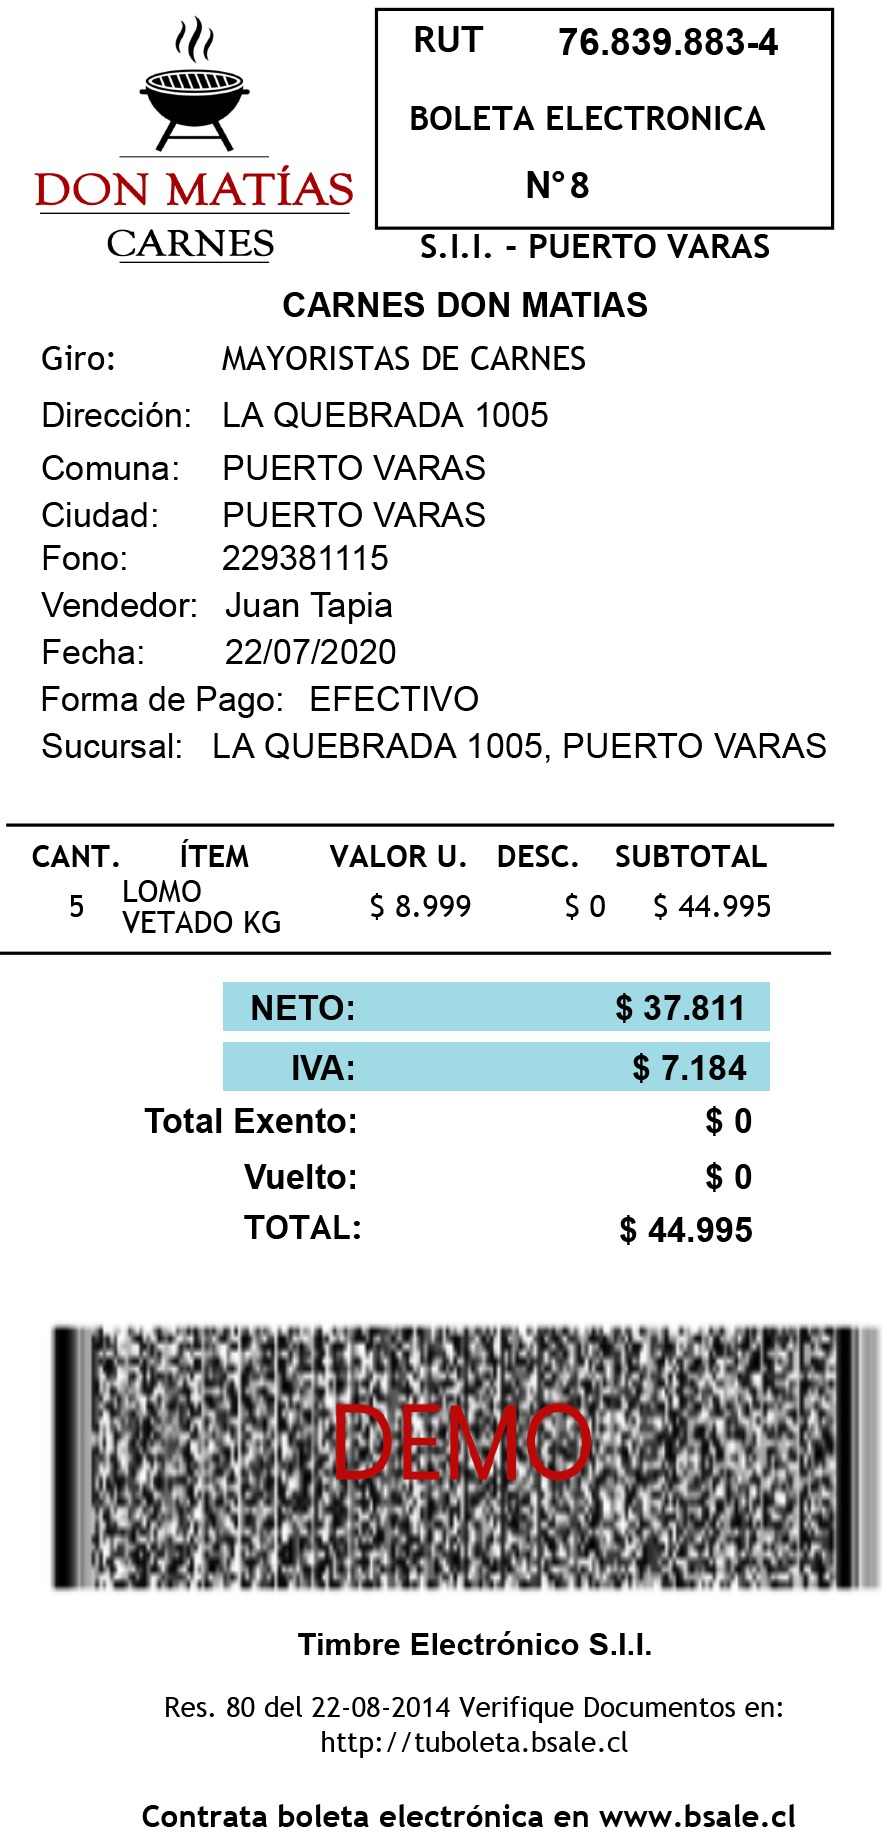 DON MATÍAS
CARNES
RUT 76.839.883-4
BOLETA ELECTRONICA
N° 8
S.I.I. - PUERTO VARAS
CARNES DON MATIAS
Giro: MAYORISTAS DE CARNES
Dirección: LA QUEBRADA 1005
Comuna: PUERTO VARAS
Ciudad: PUERTO VARAS
Fono: 229381115
Vendedor: Juan Tapia
Fecha: 22/07/2020
Forma de Pago: EFECTIVO
Sucursal: LA QUEBRADA 1005, PUERTO VARAS
CANT. ÍTEM VALOR U. DESC. SUBTOTAL
5 LOMO VETADO KG $ 8.999 $ 0 $ 44.995
NETO: $ 37.811
IVA: $ 7.184
Total Exento: $ 0
Vuelto: $ 0
TOTAL: $ 44.995
DEMO
Timbre Electrónico S.I.I.
Res. 80 del 22-08-2014 Verifique Documentos en:
http://tuboleta.bsale.cl
Contrata boleta electrónica en www.bsale.cl